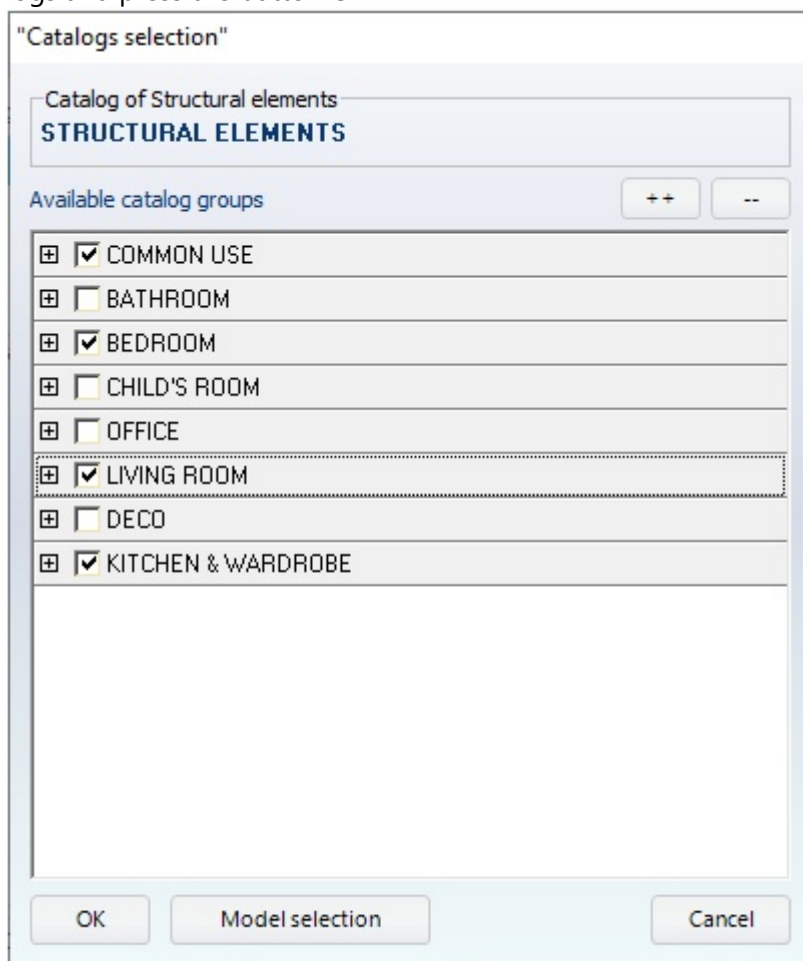 "Catalogs selection"
Catalog of Structural elements
STRUCTURAL ELEMENTS
Available catalog groups
++ --
COMMON USE
BATHROOM
BEDROOM
CHILD'S ROOM
OFFICE
LIVING ROOM
DECO
KITCHEN & WARDROBE
OK Model selection Cancel